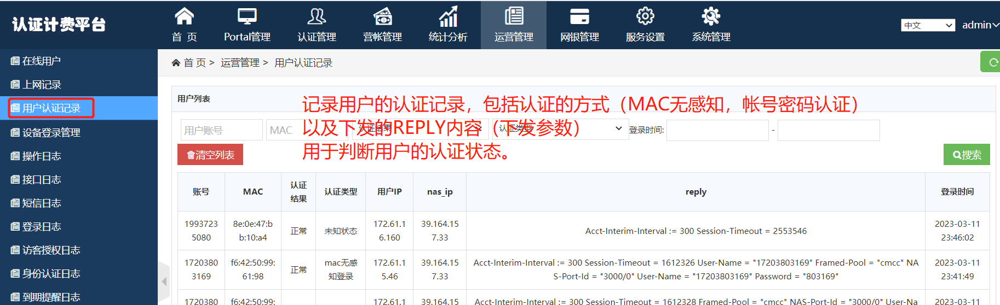 认证计费平台
首 页
Portal管理
认证管理
营帐管理
统计分析
运营管理
网银管理
服务设置
系统管理
中文
admin
在线用户
上网记录
用户认证记录
设备登录管理
操作日志
接口日志
短信日志
登录日志
访客授权日志
身份认证日志
到期提醒日志
首 页 > 运营管理 > 用户认证记录
用户列表
记录用户的认证记录，包括认证的方式（MAC无感知，帐号密码认证）
以及下发的REPLY内容（下发参数）
用于判断用户的认证状态。
用户账号
MAC
认证结果
认证类型
登录时间:
-
清空列表
搜索
账号 MAC 认证结果 认证类型 用户IP nas_ip reply 登录时间
19937235080 8e:0e:47:bb:10:a4 正常 未知状态 172.61.16.160 39.164.157.33 Acct-Interim-Interval := 300 Session-Timeout = 2553546 2023-03-11 23:46:02
17203803169 f6:42:50:99:61:98 正常 mac无感知登录 172.61.15.46 39.164.157.33 Acct-Interim-Interval := 300 Session-Timeout = 1612326 User-Name = "17203803169" Framed-Pool = "cmcc" NAS-Port-Id = "3000/0" User-Name = "17203803169" Password = "803169" 2023-03-11 23:41:49
1720380 f6:42:50:99: 172.61.1 39.164.15 Acct-Interim-Interval := 300 Session-Timeout = 1612328 Framed-Pool = "cmcc" NAS-Port-Id = "3000/0" User-Na 2023-03-11